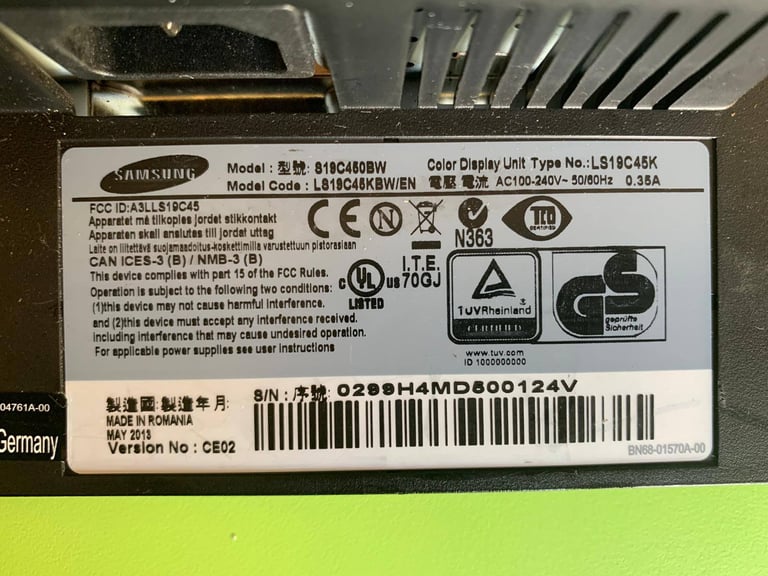 SAMSUNG
Model : 型號: S19C450BW
Color Display Unit Type No.:LS19C45K
Model Code : LS19C45KBW/EN
電壓 電流 AC100-240V~ 50/60Hz 0.35A
FCC ID:A3LLS19C45
Apparatet må tilkoples jordet stikkontakt
Apparaten skall anslutas till jordat uttag
Laite on liitettävä suojamaadoitus-koskettimilla varustettuun pistorasiaan
CAN ICES-3 (B) / NMB-3 (B)
This device complies with part 15 of the FCC Rules.
Operation is subject to the following two conditions:
(1)this device may not cause harmful interference,
and (2)this device must accept any interference received,
including interference that may cause undesired operation.
For applicable power supplies see user instructions
CE
N
N363
TCO
CERTIFIED
c UL us
LISTED
I.T.E.
70GJ
TUVRheinland
CERTIFIED
www.tuv.com
ID 1000000000
GS
geprüfte
Sicherheit
製造國: 製造年月:
MADE IN ROMANIA
MAY 2013
Version No : CE02
S/N : 序號: 0299H4MD500124V
BN68-01570A-00
04761A-00
Germany